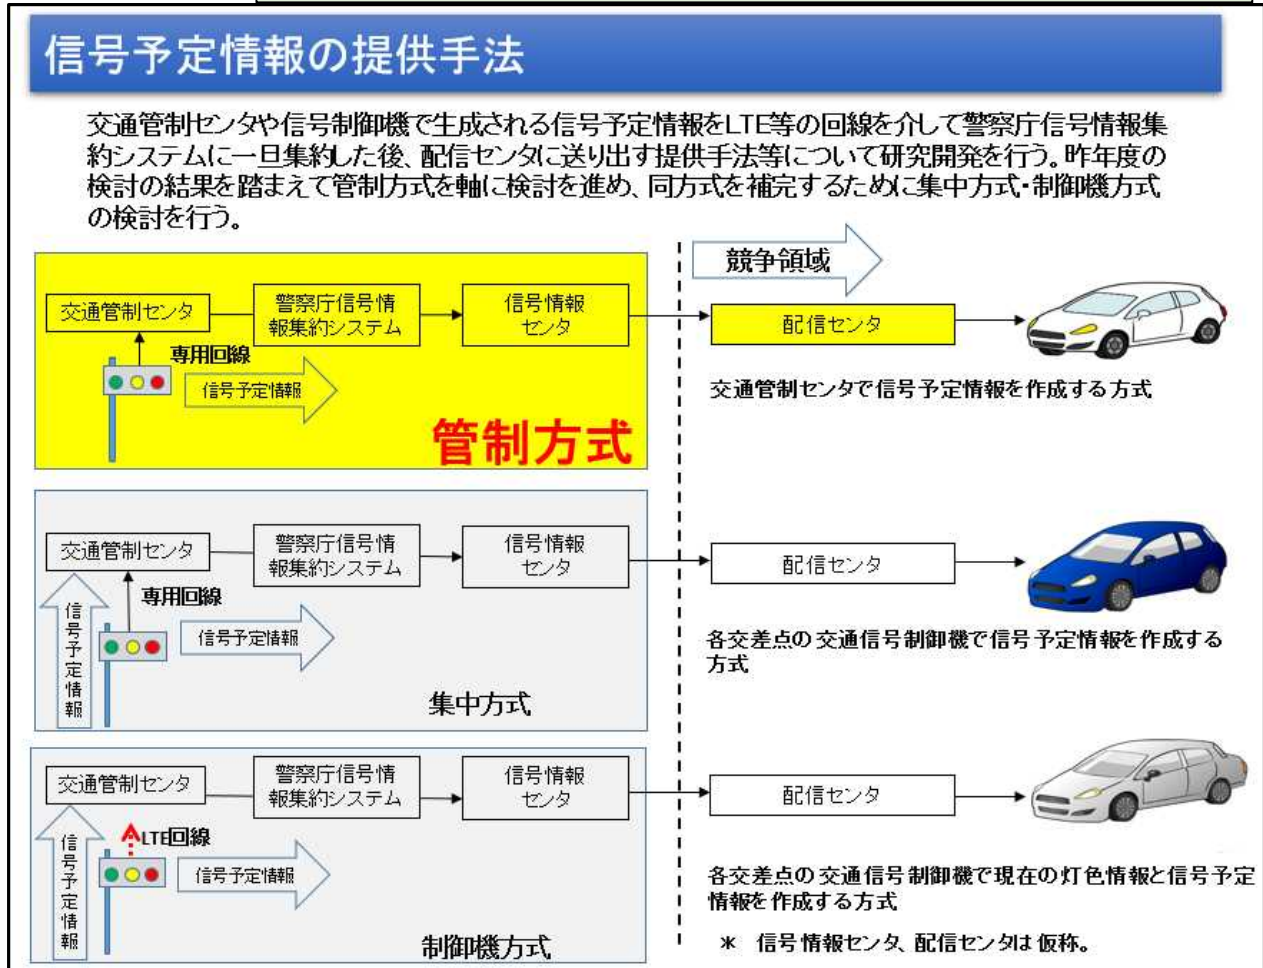 信号予定情報の提供手法
交通管制センタや信号制御機で生成される信号予定情報をLTE等の回線を介して警察庁信号情報集
約システムに一旦集約した後、配信センタに送り出す提供手法等について研究開発を行う。昨年度の
検討の結果を踏まえて管制方式を軸に検討を進め、同方式を補完するために集中方式・制御機方式
の検討を行う。
競争領域
交通管制センタ
警察庁信号情
報集約システム
信号情報
センタ
配信センタ
専用回線
信号予定情報
管制方式
交通管制センタで信号予定情報を作成する方式
交通管制センタ
警察庁信号情
報集約システム
信号情報
センタ
配信センタ
専用回線
信号予定情報
信号予定情報
集中方式
各交差点の交通信号制御機で信号予定情報を作成する
方式
交通管制センタ
警察庁信号情
報集約システム
信号情報
センタ
配信センタ
LTE回線
信号予定情報
信号予定情報
制御機方式
各交差点の交通信号制御機で現在の灯色情報と信号予定
情報を作成する方式
＊ 信号情報センタ、配信センタは仮称。